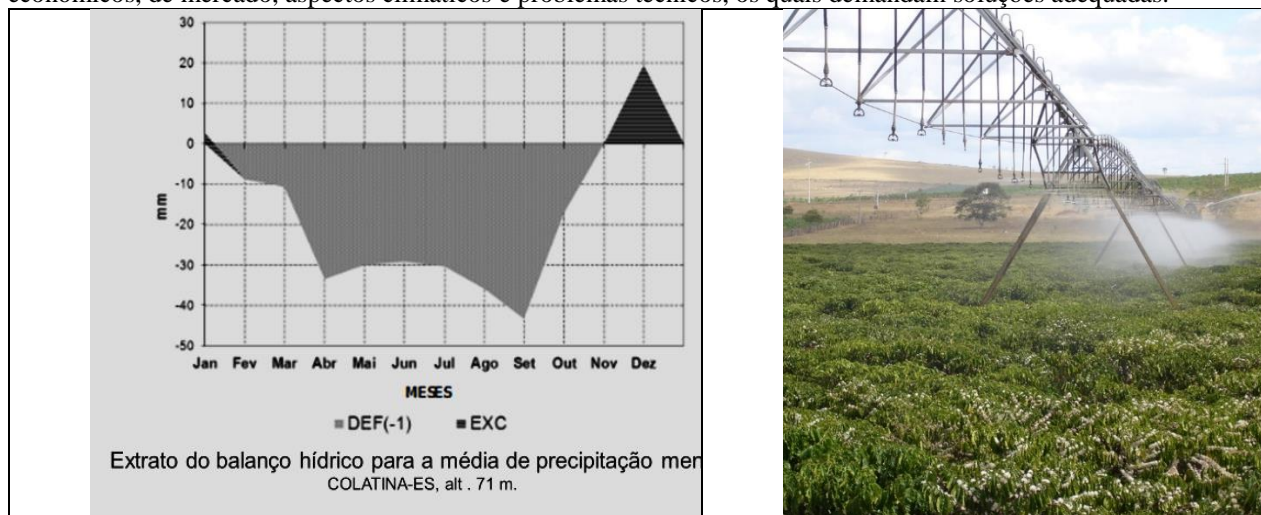 econômicos, de mercado, aspectos climáticos e problemas técnicos, os quais demandam soluções adequadas.
30
20
10
0
-10
-20
-30
-40
-50
mm
Jan Fev Mar Abr Mai Jun Jul Ago Set Out Nov Dez
MESES
DEF(-1) EXC
Extrato do balanço hídrico para a média de precipitação men
COLATINA-ES, alt . 71 m.